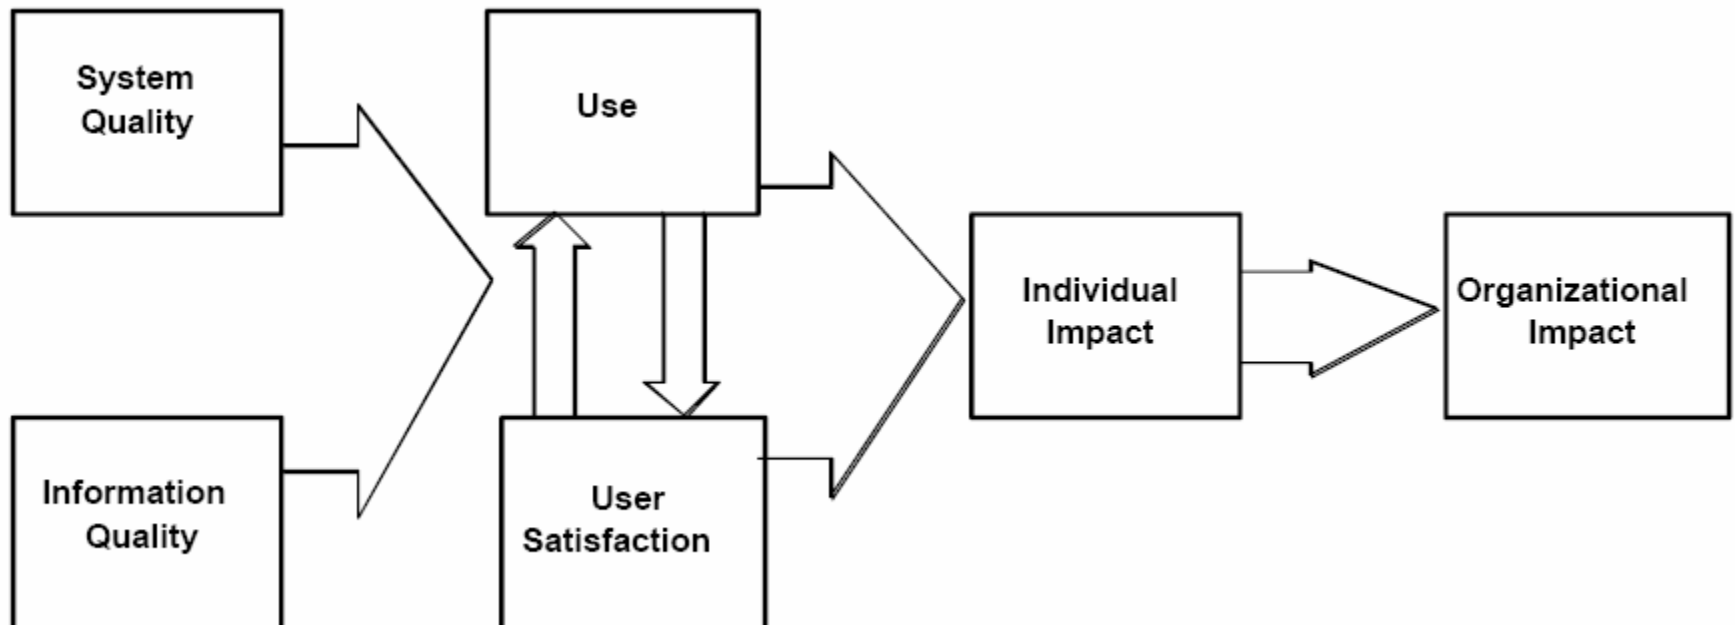 System
Quality
Use
Individual
Impact
Organizational
Impact
Information
Quality
User
Satisfaction